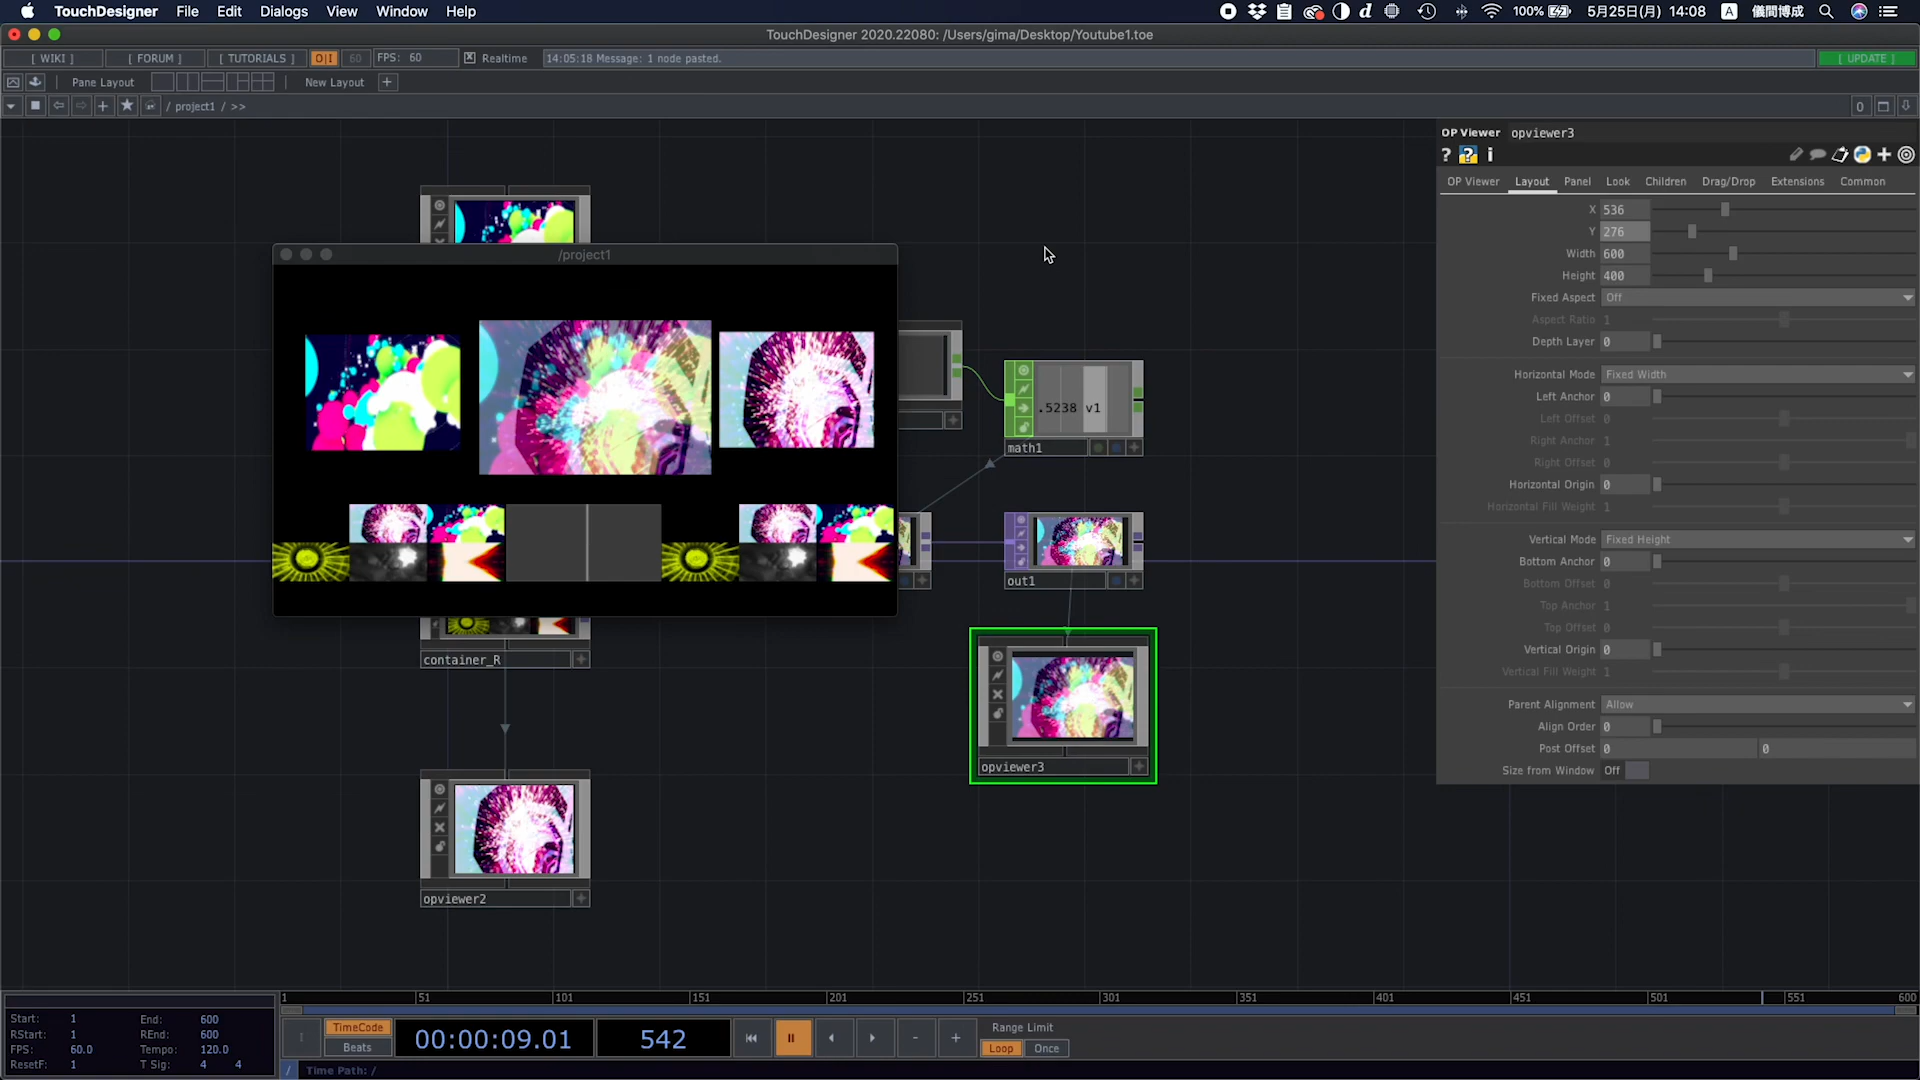 TouchDesigner File Edit Dialogs View Window Help 100% 5月25日(月) 14:08 A 儀間博成
TouchDesigner 2020.22080: /Users/gima/Desktop/Youtube1.toe
[ WIKI ] [ FORUM ] [ TUTORIALS ] O|I 60 FPS: 60 Realtime 14:05:18 Message: 1 node pasted. [ UPDATE ]
Pane Layout New Layout +
/ project1 / >> 0
OP Viewer opviewer3
OP Viewer Layout Panel Look Children Drag/Drop Extensions Common
X 536
Y 276
Width 600
Height 400
Fixed Aspect Off
Aspect Ratio 1
Depth Layer 0
Horizontal Mode Fixed Width
Left Anchor 0
Left Offset 0
Right Anchor 1
Right Offset 0
Horizontal Origin 0
Horizontal Fill Weight 1
Vertical Mode Fixed Height
Bottom Anchor 0
Bottom Offset 0
Top Anchor 1
Top Offset 0
Vertical Origin 0
Vertical Fill Weight 1
Parent Alignment Allow
Align Order 0
Post Offset 0 0
Size from Window Off
/project1
.5238 v1
math1
out1
container_R
opviewer3
opviewer2
1 51 101 151 201 251 301 351 401 451 501 551 600
Start: 1 End: 600
RStart: 1 REnd: 600
FPS: 60.0 Tempo: 120.0
ResetF: 1 T Sig: 4 4
TimeCode
Beats
00:00:09.01 542
Range Limit
Loop Once
/ Time Path: /